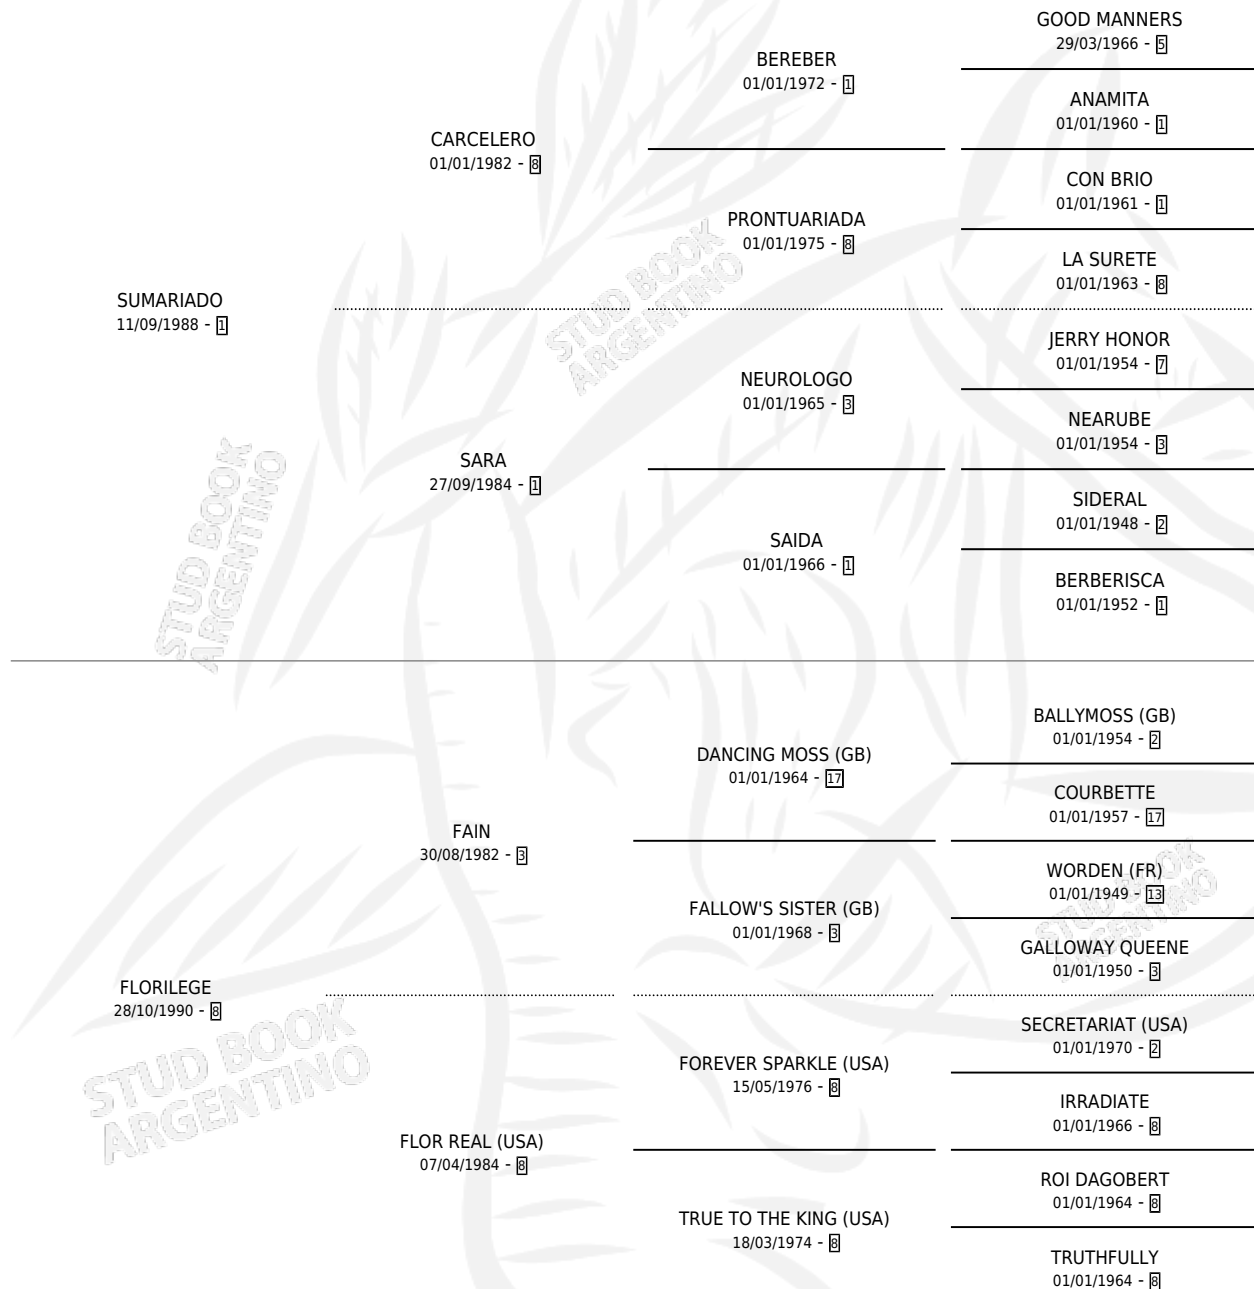 GOOD MANNERS
29/03/1966 - 5
BEREBER
01/01/1972 - 1
ANAMITA
01/01/1960 - 1
CARCELERO
01/01/1982 - 8
CON BRIO
01/01/1961 - 1
PRONTUARIADA
01/01/1975 - 8
LA SURETE
01/01/1963 - 8
SUMARIADO
11/09/1988 - 1
STUD BOOK
ARGENTINO
JERRY HONOR
01/01/1954 - 7
NEUROLOGO
01/01/1965 - 3
NEARUBE
01/01/1954 - 3
SARA
27/09/1984 - 1
SIDERAL
01/01/1948 - 2
SAIDA
01/01/1966 - 1
BERBERISCA
01/01/1952 - 1
STUD BOOK
ARGENTINO
BALLYMOSS (GB)
01/01/1954 - 2
DANCING MOSS (GB)
01/01/1964 - 17
COURBETTE
01/01/1957 - 17
FAIN
30/08/1982 - 3
WORDEN (FR)
01/01/1949 - 13
FALLOW'S SISTER (GB)
01/01/1968 - 3
STUD BOOK
ARGENTINO
GALLOWAY QUEENE
01/01/1950 - 3
FLORILEGE
28/10/1990 - 8
SECRETARIAT (USA)
01/01/1970 - 2
FOREVER SPARKLE (USA)
15/05/1976 - 8
STUD BOOK
ARGENTINO
IRRADIATE
01/01/1966 - 8
FLOR REAL (USA)
07/04/1984 - 8
ROI DAGOBERT
01/01/1964 - 8
TRUE TO THE KING (USA)
18/03/1974 - 8
TRUTHFULLY
01/01/1964 - 8